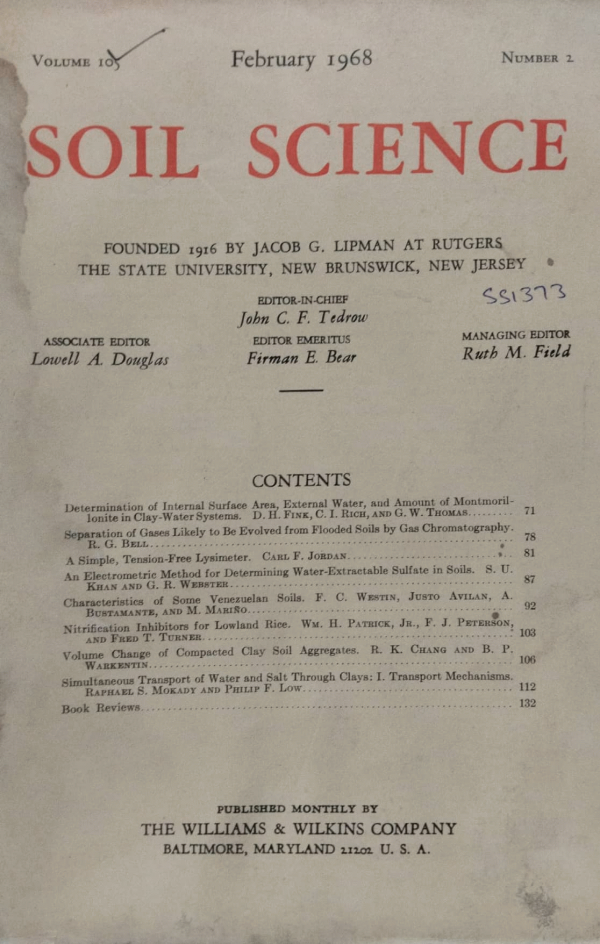 VOLUME 105
February 1968
NUMBER 2
SOIL SCIENCE
FOUNDED 1916 BY JACOB G. LIPMAN AT RUTGERS
THE STATE UNIVERSITY, NEW BRUNSWICK, NEW JERSEY
SS1373
EDITOR-IN-CHIEF
John C. F. Tedrow
ASSOCIATE EDITOR
Lowell A. Douglas
EDITOR EMERITUS
Firman E. Bear
MANAGING EDITOR
Ruth M. Field
CONTENTS
Determination of Internal Surface Area, External Water, and Amount of Montmoril-
lonite in Clay-Water Systems. D. H. FINK, C. I. RICH, AND G. W. THOMAS......... 71
Separation of Gases Likely to Be Evolved from Flooded Soils by Gas Chromatography.
R. G. BELL.................... 78
A Simple, Tension-Free Lysimeter. CARL F. JORDAN.................... 81
An Electrometric Method for Determining Water-Extractable Sulfate in Soils. S. U.
KHAN AND G. R. WEBSTER.................... 87
Characteristics of Some Venezuelan Soils. F. C. WESTIN, JUSTO AVILAN, A.
BUSTAMANTE, AND M. MARIÑO.................... 92
Nitrification Inhibitors for Lowland Rice. WM. H. PATRICK, JR., F. J. PETERSON,
AND FRED T. TURNER.................... 103
Volume Change of Compacted Clay Soil Aggregates. R. K. CHANG AND B. P.
WARKENTIN.................... 106
Simultaneous Transport of Water and Salt Through Clays: I. Transport Mechanisms.
RAPHAEL S. MOKADY AND PHILIP F. LOW.................... 112
Book Reviews.................... 132
PUBLISHED MONTHLY BY
THE WILLIAMS & WILKINS COMPANY
BALTIMORE, MARYLAND 21202 U. S. A.